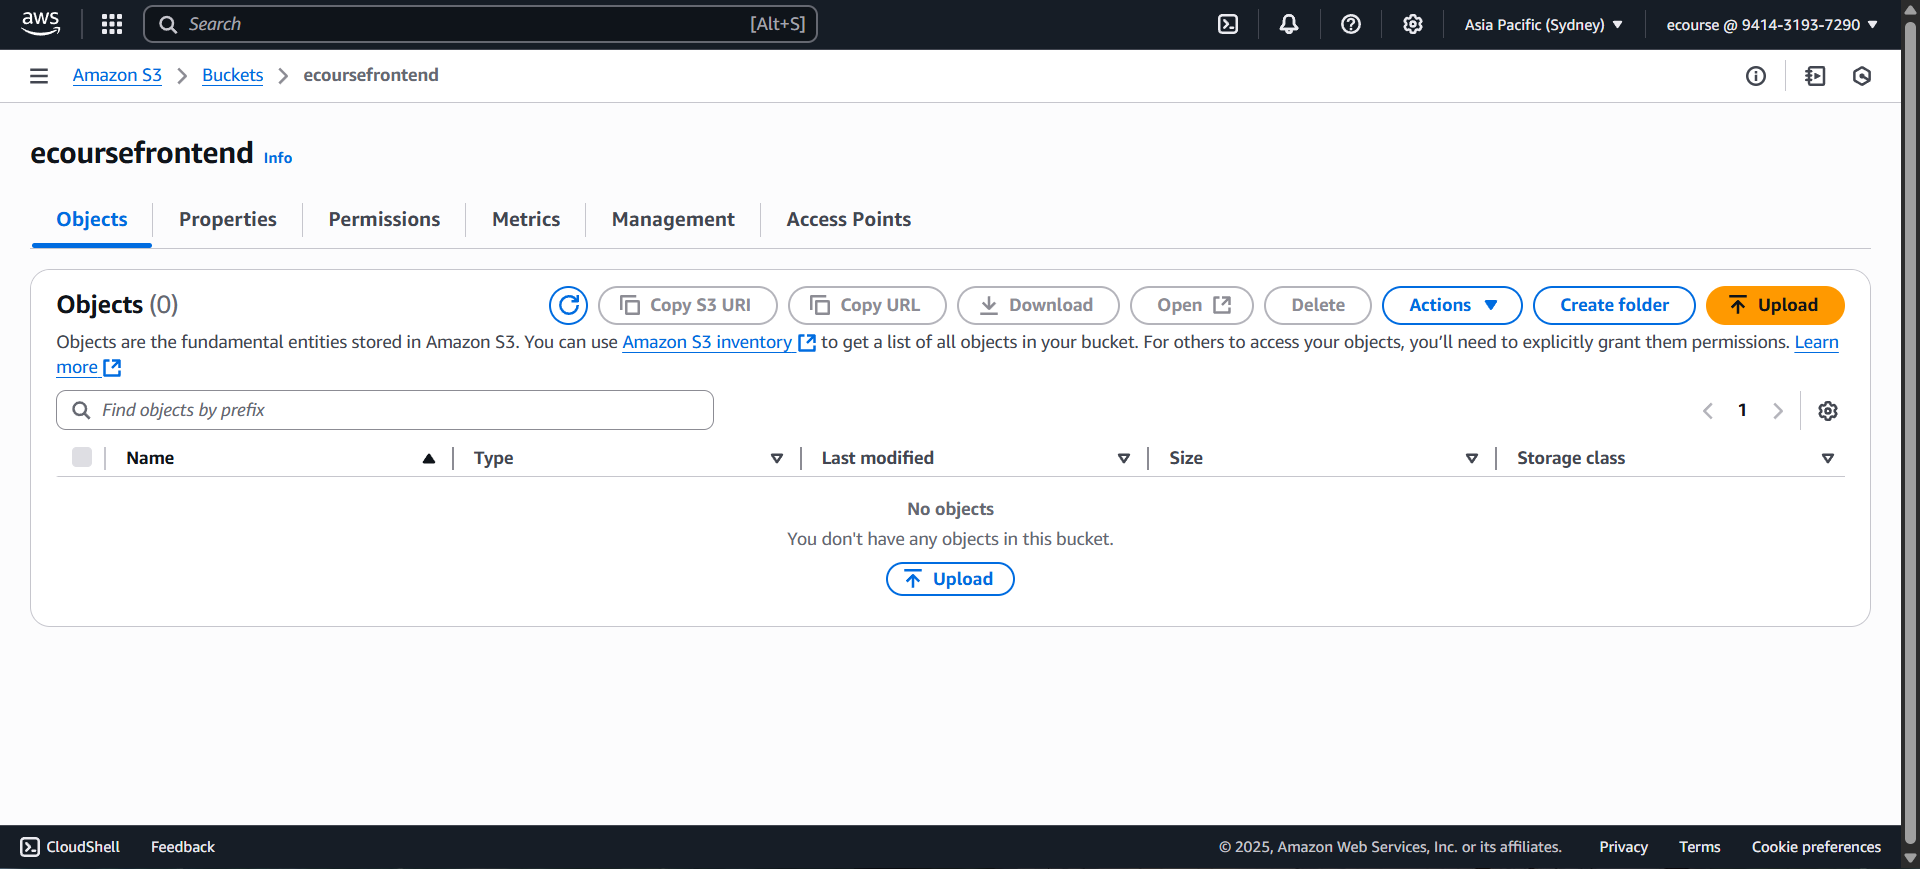 aws
Search [Alt+S]
Asia Pacific (Sydney)
ecourse @ 9414-3193-7290
Amazon S3 > Buckets > ecoursefrontend
ecoursefrontend Info
Objects
Properties
Permissions
Metrics
Management
Access Points
Objects (0)
Copy S3 URI
Copy URL
Download
Open
Delete
Actions
Create folder
Upload
Objects are the fundamental entities stored in Amazon S3. You can use Amazon S3 inventory to get a list of all objects in your bucket. For others to access your objects, you’ll need to explicitly grant them permissions. Learn
more
Find objects by prefix
1
Name
Type
Last modified
Size
Storage class
No objects
You don't have any objects in this bucket.
Upload
CloudShell
Feedback
© 2025, Amazon Web Services, Inc. or its affiliates.
Privacy
Terms
Cookie preferences